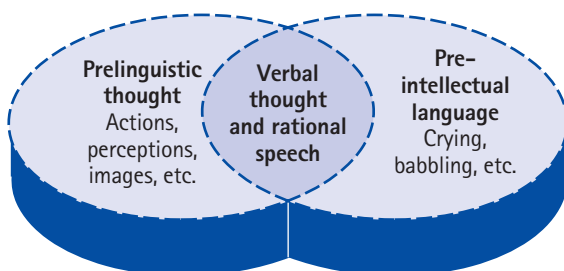 Prelinguistic
thought
Actions,
perceptions,
images, etc.
Verbal
thought
and rational
speech
Pre-
intellectual
language
Crying,
babbling, etc.